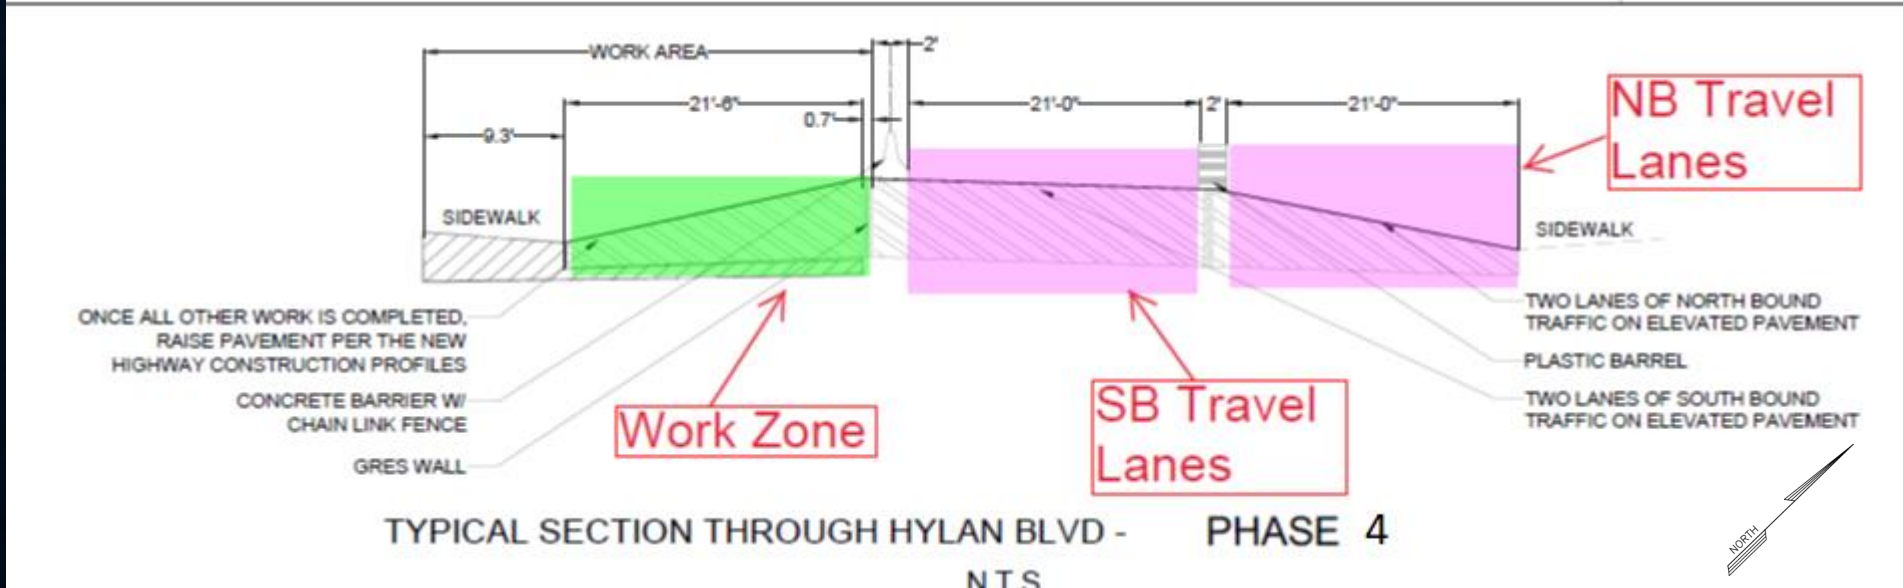 WORK AREA
2'
21'-6"
21'-0"
2'
21'-0"
0.7'
9.3'
NB Travel
Lanes
SIDEWALK
SIDEWALK
ONCE ALL OTHER WORK IS COMPLETED,
RAISE PAVEMENT PER THE NEW
HIGHWAY CONSTRUCTION PROFILES
CONCRETE BARRIER W/
CHAIN LINK FENCE
GRES WALL
Work Zone
SB Travel
Lanes
TWO LANES OF NORTH BOUND
TRAFFIC ON ELEVATED PAVEMENT
PLASTIC BARREL
TWO LANES OF SOUTH BOUND
TRAFFIC ON ELEVATED PAVEMENT
NORTH
TYPICAL SECTION THROUGH HYLAN BLVD - PHASE 4
N.T.S